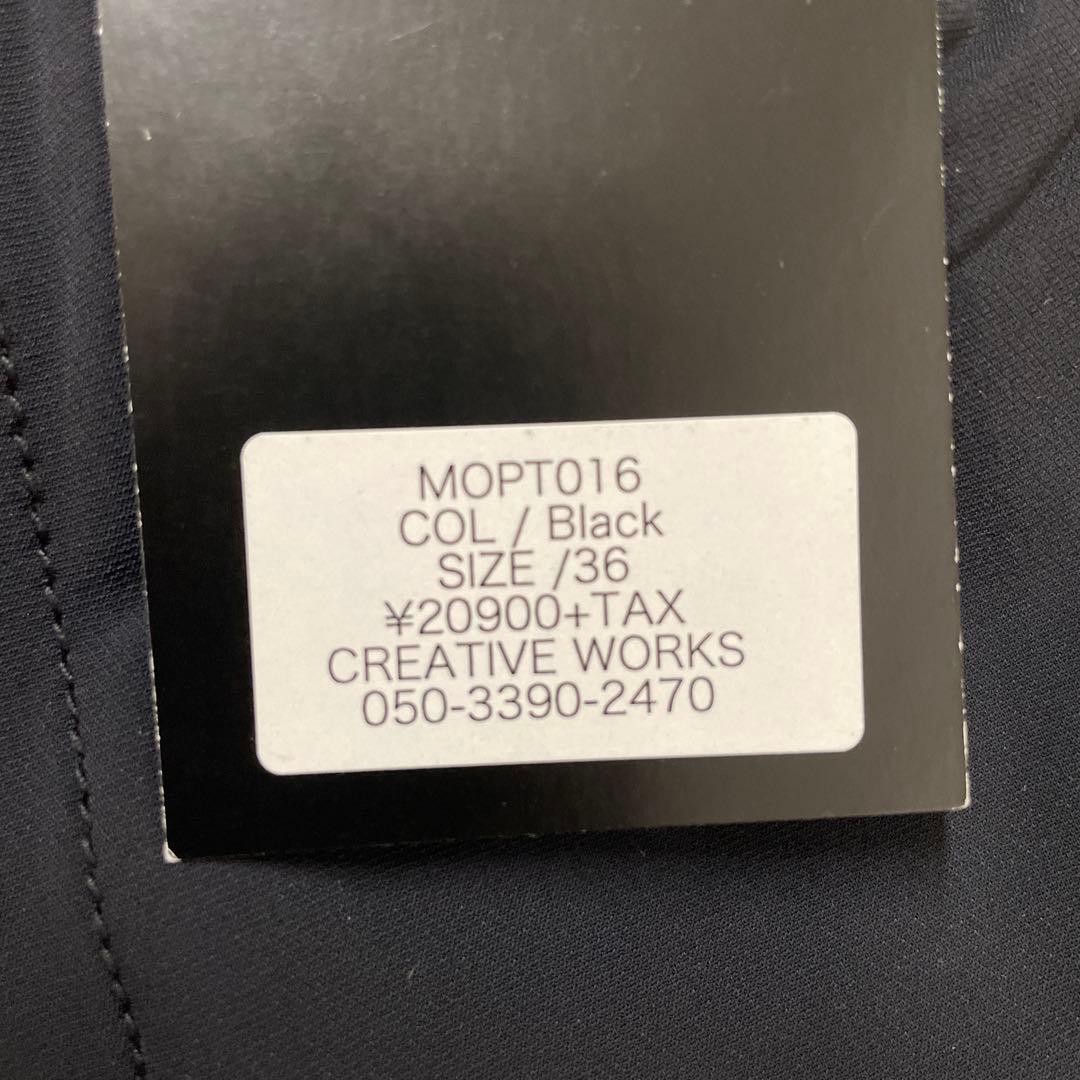 MOPT016
COL / Black
SIZE /36
¥20900+TAX
CREATIVE WORKS
050-3390-2470